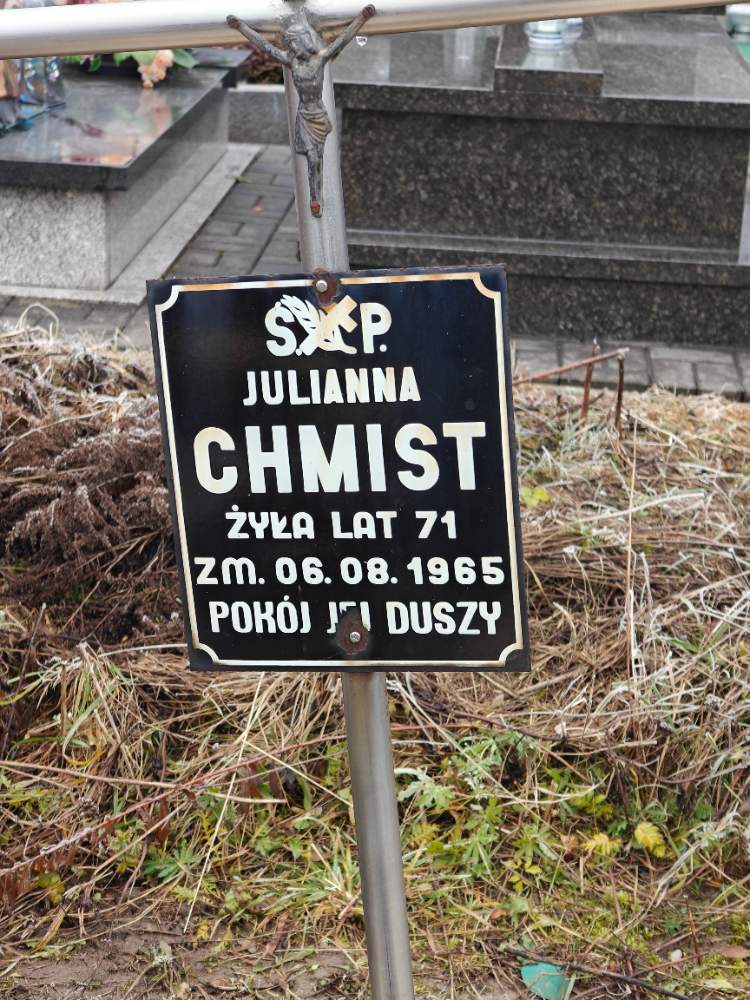 Ś.P.
JULIANNA
CHMIST
ŻYŁA LAT 71
ZM. 06.08.1965
POKÓJ JEJ DUSZY